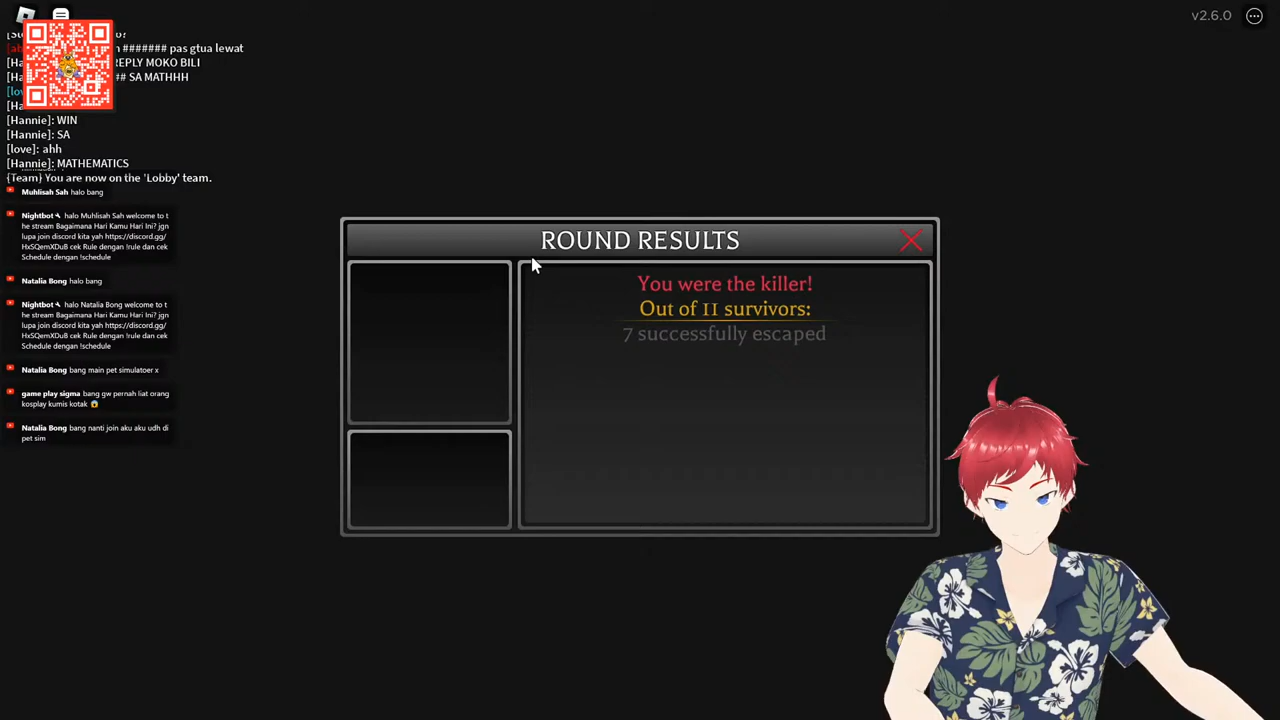 v2.6.0
pas gtua lewat
REPLY MOKO BILI
SA MATHHH
[Hannie]: WIN
[Hannie]: SA
[love]: ahh
[Hannie]: MATHEMATICS
{Team} You are now on the 'Lobby' team.
Muhlisah Sah halo bang
Nightbot halo Muhlisah Sah welcome to t
he stream Bagaimana Hari Kamu Hari Ini? jgn
lupa join discord kita yah https://discord.gg/
HxSQemXDuB cek Rule dengan !rule dan cek
Schedule dengan !schedule
Natalia Bong halo bang
Nightbot halo Natalia Bong welcome to t
he stream Bagaimana Hari Kamu Hari Ini? jgn
lupa join discord kita yah https://discord.gg/
HxSQemXDuB cek Rule dengan !rule dan cek
Schedule dengan !schedule
Natalia Bong bang main pet simulatoer x
game play sigma bang gw pernah liat orang
kosplay kumis kotak
Natalia Bong bang nanti join aku aku udh di
pet sim
ROUND RESULTS
You were the killer!
Out of 11 survivors:
7 successfully escaped